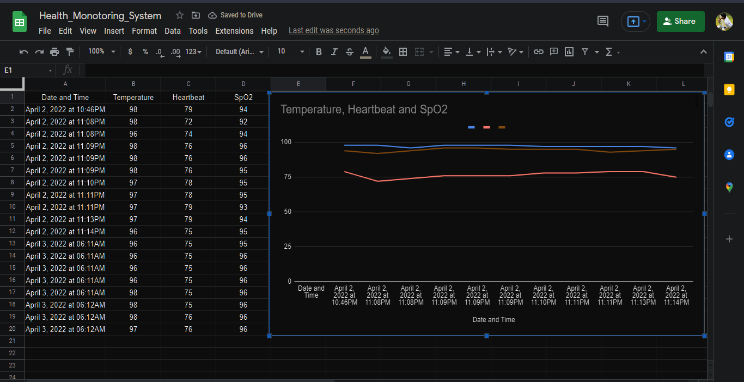 Health_Monotoring_System Saved to Drive
File Edit View Insert Format Data Tools Extensions Help Last edit was seconds ago
Share
100% $ % .0 .00 123 Default (Ari... 10 B I S A
E1 fx
A B C D E F G H I J K L
1 Date and Time Temperature Heartbeat SpO2
2 April 2, 2022 at 10:46PM 98 79 94
3 April 2, 2022 at 11:08PM 98 72 92
4 April 2, 2022 at 11:08PM 96 74 94
5 April 2, 2022 at 11:09PM 98 76 96
6 April 2, 2022 at 11:09PM 98 76 96
7 April 2, 2022 at 11:09PM 98 76 95
8 April 2, 2022 at 11:10PM 97 78 95
9 April 2, 2022 at 11:11PM 97 78 95
10 April 2, 2022 at 11:11PM 97 79 93
11 April 2, 2022 at 11:13PM 97 79 94
12 April 2, 2022 at 11:14PM 96 75 95
13 April 3, 2022 at 06:11AM 96 75 95
14 April 3, 2022 at 06:11AM 96 75 96
15 April 3, 2022 at 06:11AM 96 75 96
16 April 3, 2022 at 06:11AM 96 75 96
17 April 3, 2022 at 06:11AM 98 75 96
18 April 3, 2022 at 06:12AM 98 75 96
19 April 3, 2022 at 06:12AM 98 76 96
20 April 3, 2022 at 06:12AM 97 76 96
21
22
23
24
Temperature, Heartbeat and SpO2
100
75
50
25
0
Date and Time
April 2, 2022 at 10:46PM
April 2, 2022 at 11:08PM
April 2, 2022 at 11:08PM
April 2, 2022 at 11:09PM
April 2, 2022 at 11:09PM
April 2, 2022 at 11:09PM
April 2, 2022 at 11:10PM
April 2, 2022 at 11:11PM
April 2, 2022 at 11:11PM
April 2, 2022 at 11:13PM
April 2, 2022 at 11:14PM
Date and Time